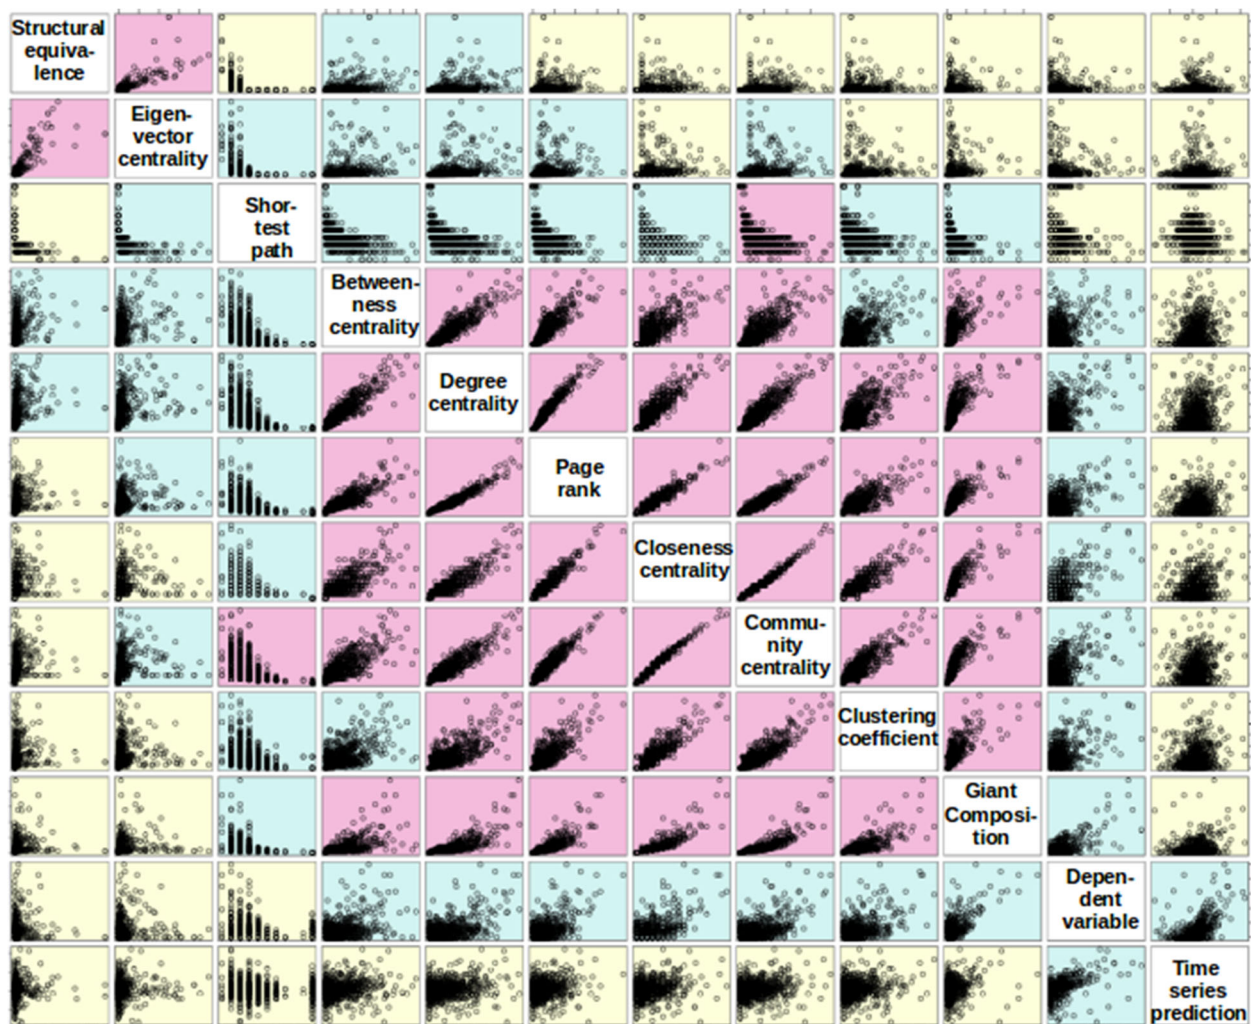 Structural
equiva-
lence
Eigen-
vector
centrality
Shor-
test
path
Between-
ness
centrality
Degree
centrality
Page
rank
Closeness
centrality
Commu-
nity
centrality
Clustering
coefficient
Giant
Composi-
tion
Depen-
dent
variable
Time
series
prediction